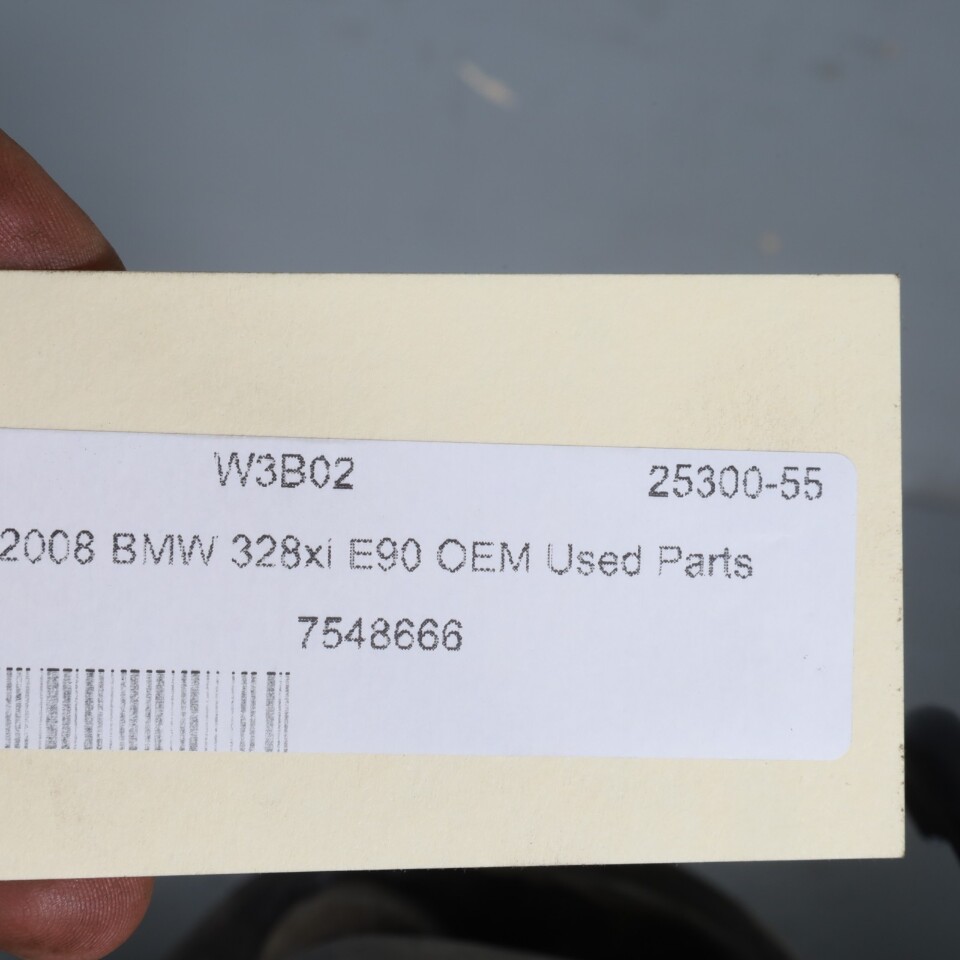 W3B02 25300-55
2008 BMW 328xi E90 OEM Used Parts
7548666